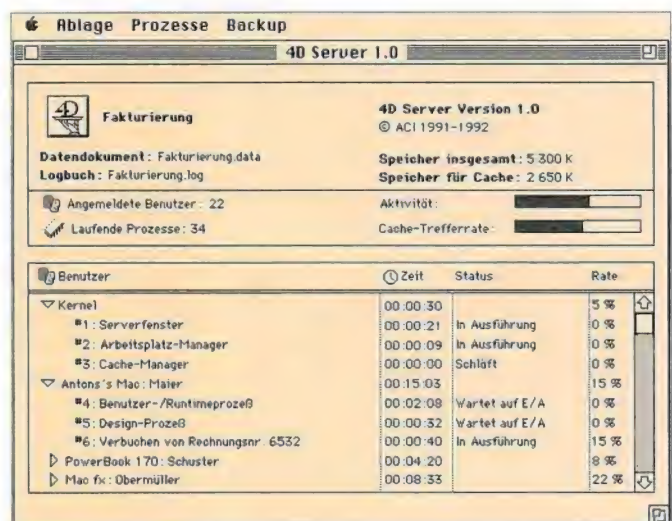 Ablage Prozesse Backup
4D Server 1.0
4D
Fakturierung
4D Server Version 1.0
© ACI 1991-1992
Datendokument: Fakturierung.data
Logbuch: Fakturierung.log
Speicher insgesamt: 5 300 K
Speicher für Cache: 2 650 K
Angemeldete Benutzer: 22
Aktivität:
Laufende Prozesse: 34
Cache-Trefferrate:
Benutzer Zeit Status Rate
Kernel 00:00:30 5 %
#1: Serverfenster 00:00:21 In Ausführung 0 %
#2: Arbeitsplatz-Manager 00:00:09 In Ausführung 0 %
#3: Cache-Manager 00:00:00 Schläft 0 %
Antons's Mac: Maier 00:15:03 15 %
#4: Benutzer-/Runtimeprozeß 00:02:08 Wartet auf E/A 0 %
#5: Design-Prozeß 00:00:32 Wartet auf E/A 0 %
#6: Verbuchen von Rechnungsnr. 6532 00:00:40 In Ausführung 15 %
PowerBook 170: Schuster 00:04:20 8 %
Mac fx: Obermüller 00:08:33 22 %